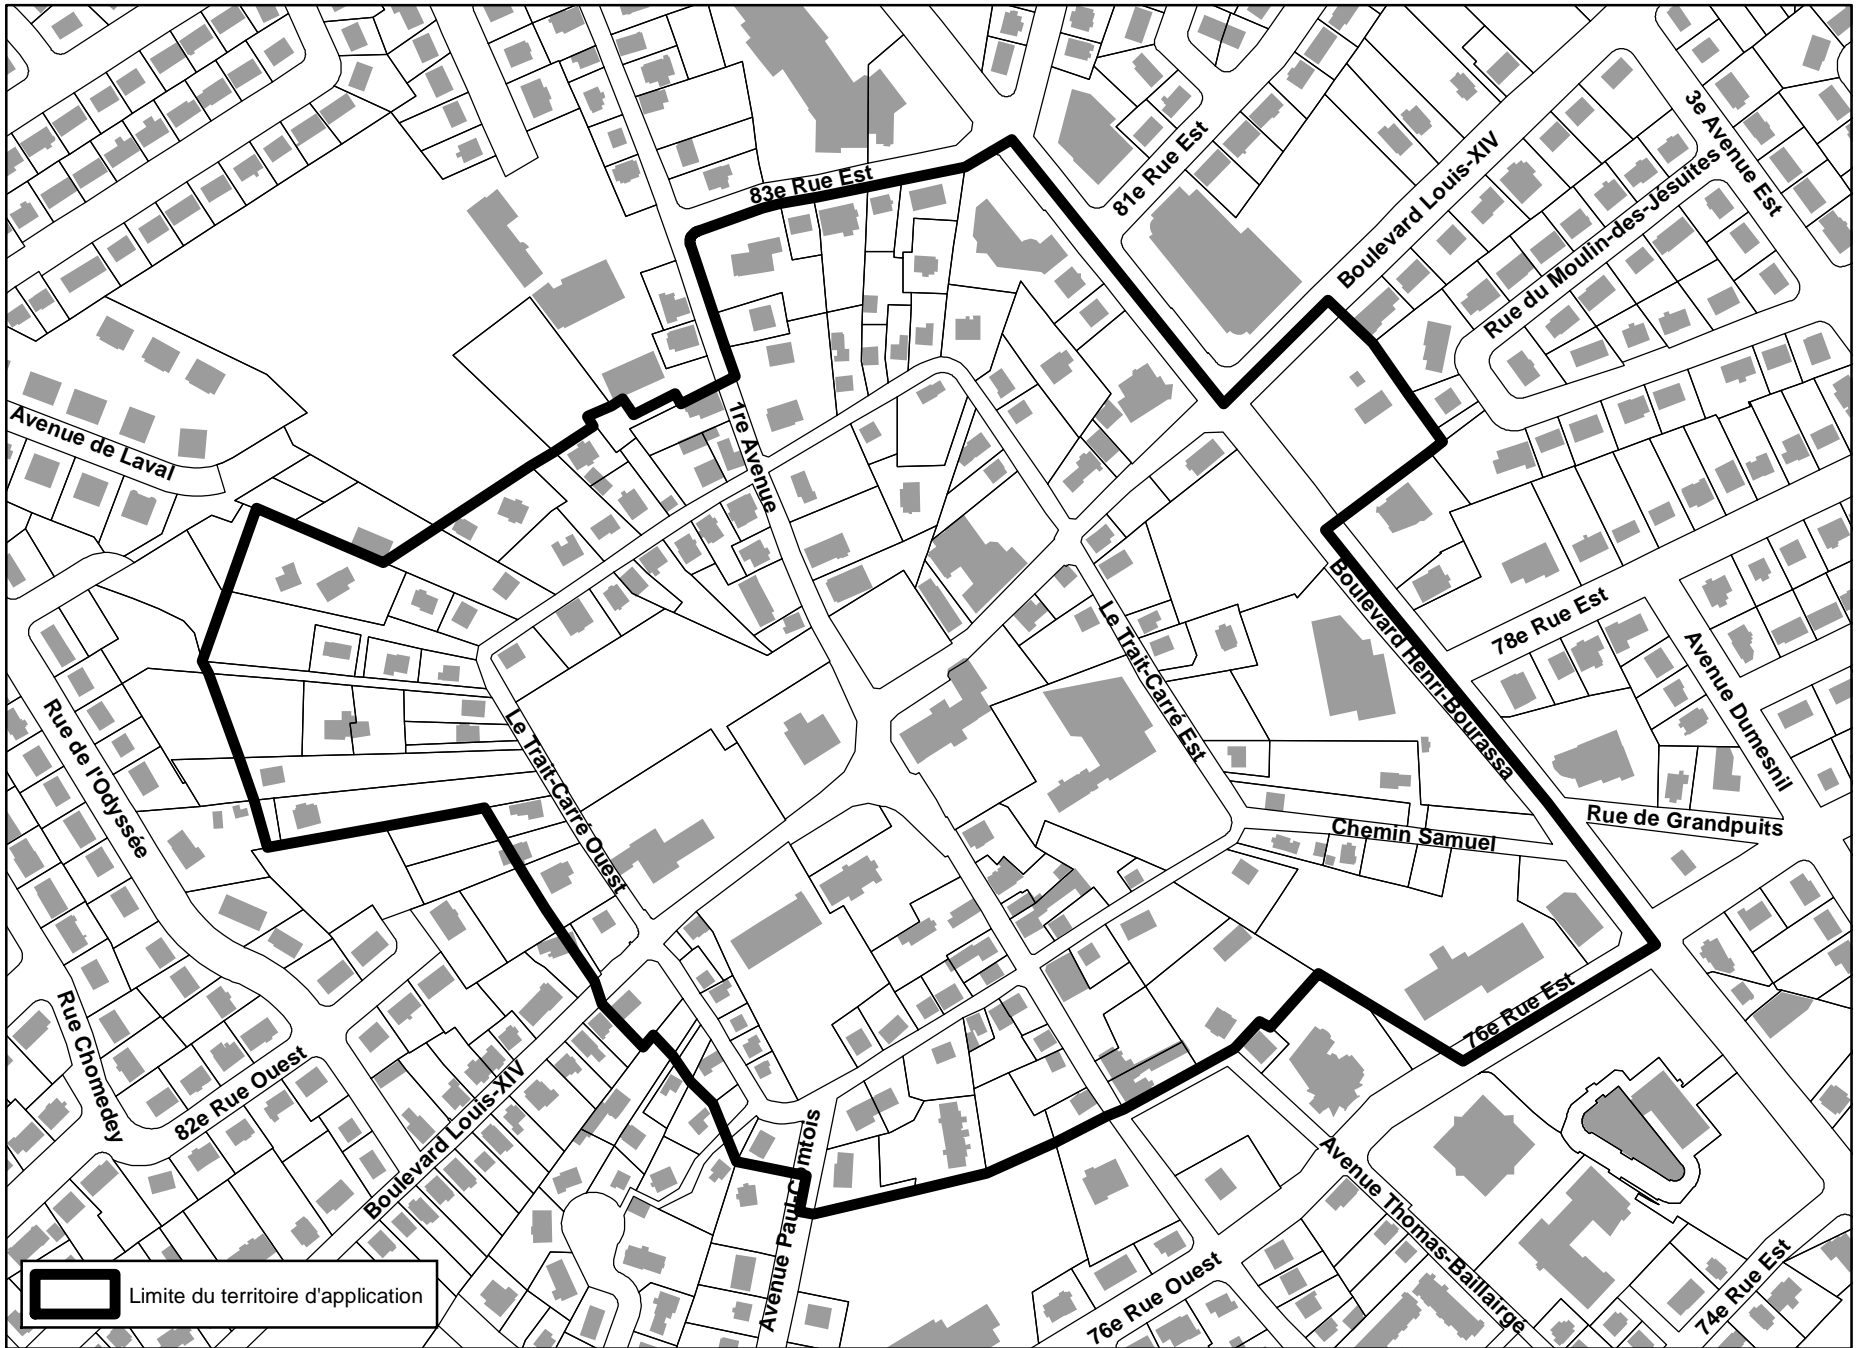 83e Rue Est
81e Rue Est
3e Avenue Est
Boulevard Louis-XIV
Rue du Moulin-des-Jésuites
Avenue de Laval
1re Avenue
Boulevard Henri-Bourassa
78e Rue Est
Avenue Dumesnil
Le Trait-Carré Est
Le Trait-Carré Ouest
Rue de l'Odyssée
Rue de Grandpuits
Chemin Samuel
76e Rue Est
Rue Chomedey
82e Rue Ouest
Boulevard Louis-XIV
Avenue Paul-Comtois
Avenue Thomas-Baillairgé
76e Rue Ouest
74e Rue Est
Limite du territoire d'application